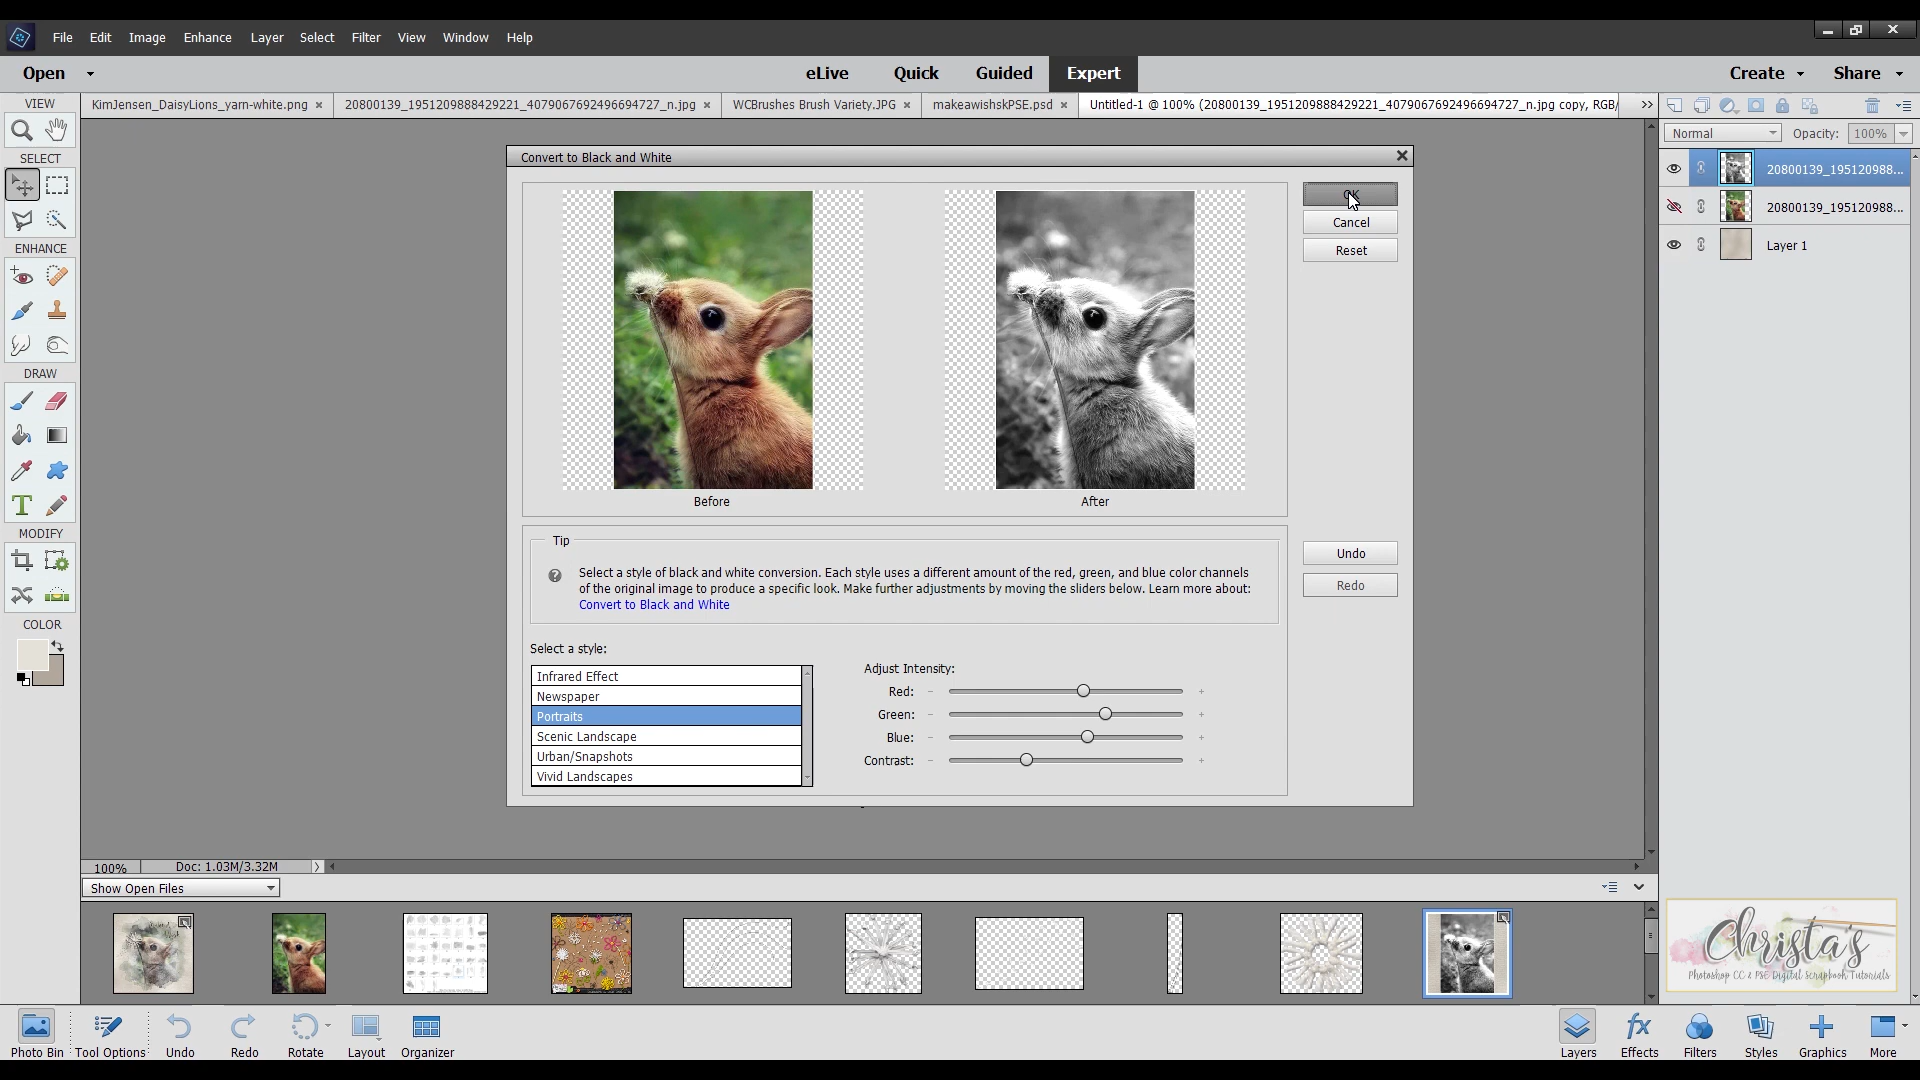 File Edit Image Enhance Layer Select Filter View Window Help
Open eLive Quick Guided Expert Create Share
VIEW
KimJensen_DaisyLions_yarn-white.png × 20800139_1951209888429221_4079067692496694727_n.jpg × WCBrushes Brush Variety.JPG × makeawishskPSE.psd × Untitled-1 @ 100% (20800139_1951209888429221_4079067692496694727_n.jpg copy, RGB/ >>
Normal Opacity: 100%
SELECT
ENHANCE
DRAW
MODIFY
COLOR
Convert to Black and White
OK
Cancel
Reset
Before After
Tip
Select a style of black and white conversion. Each style uses a different amount of the red, green, and blue color channels
of the original image to produce a specific look. Make further adjustments by moving the sliders below. Learn more about:
Convert to Black and White
Undo
Redo
Select a style:
Infrared Effect
Newspaper
Portraits
Scenic Landscape
Urban/Snapshots
Vivid Landscapes
Adjust Intensity:
Red: - +
Green: - +
Blue: - +
Contrast: - +
20800139_195120988...
20800139_195120988...
Layer 1
100% Doc: 1.03M/3.32M
Show Open Files
Christa's
Photoshop CC & PSE Digital Scrapbook Tutorials
Photo Bin Tool Options Undo Redo Rotate Layout Organizer Layers Effects Filters Styles Graphics More